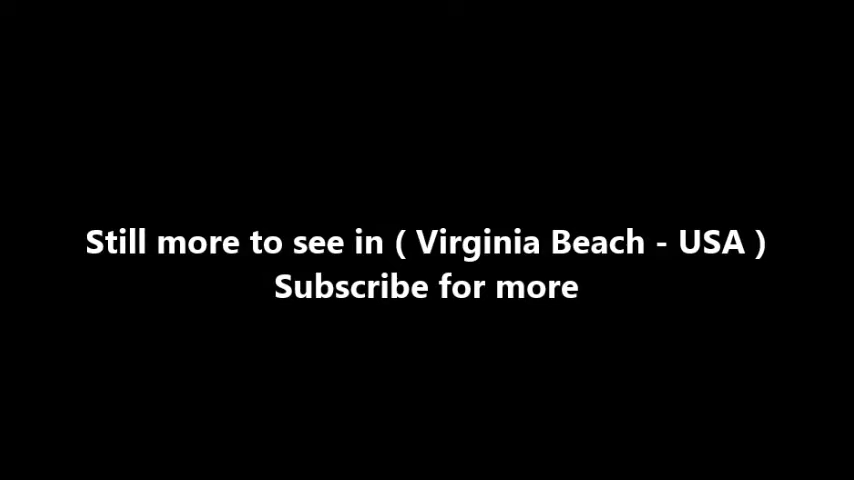 Still more to see in ( Virginia Beach - USA )
Subscribe for more